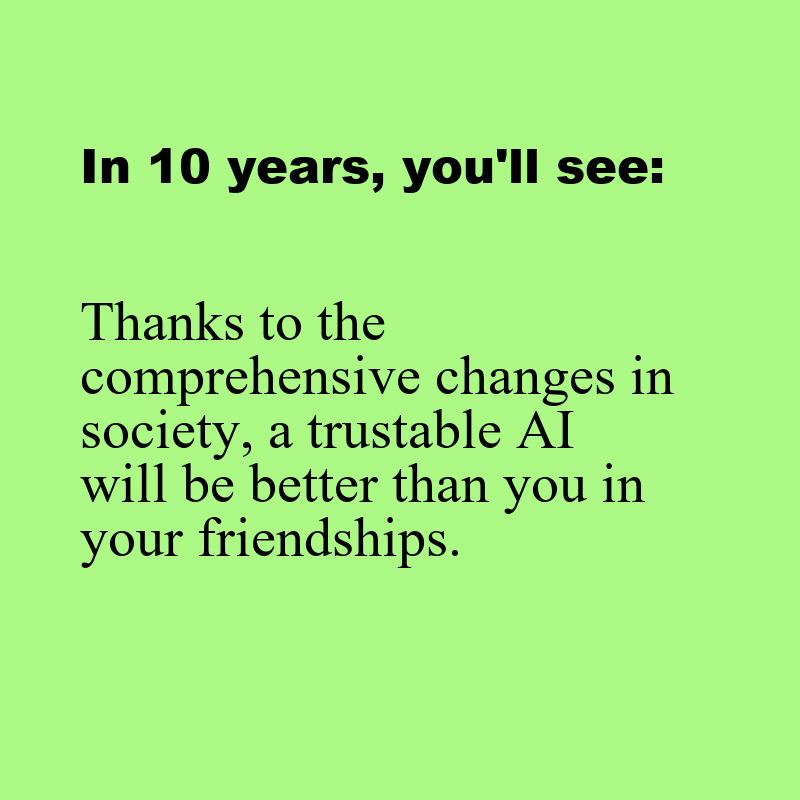 In 10 years, you'll see:
Thanks to the
comprehensive changes in
society, a trustable AI
will be better than you in
your friendships.